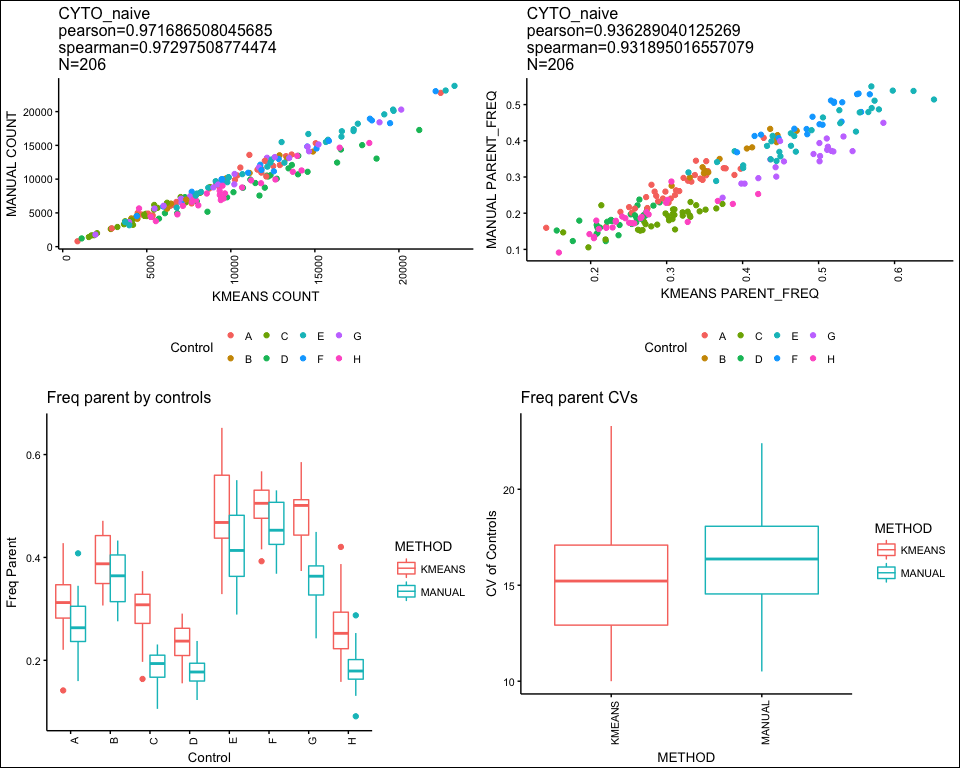 CYTO_naive
pearson=0.971686508045685
spearman=0.97297508774474
N=206
MANUAL COUNT
20000
15000
10000
5000
0
0
50000
100000
150000
200000
KMEANS COUNT
Control
A
C
E
G
B
D
F
H
CYTO_naive
pearson=0.936289040125269
spearman=0.931895016557079
N=206
MANUAL PARENT_FREQ
0.5
0.4
0.3
0.2
0.1
0.2
0.3
0.4
0.5
0.6
KMEANS PARENT_FREQ
Control
A
C
E
G
B
D
F
H
Freq parent by controls
Freq Parent
0.6
0.4
0.2
A
B
C
D
E
F
G
H
Control
METHOD
KMEANS
MANUAL
Freq parent CVs
CV of Controls
20
15
10
KMEANS
MANUAL
METHOD
METHOD
KMEANS
MANUAL